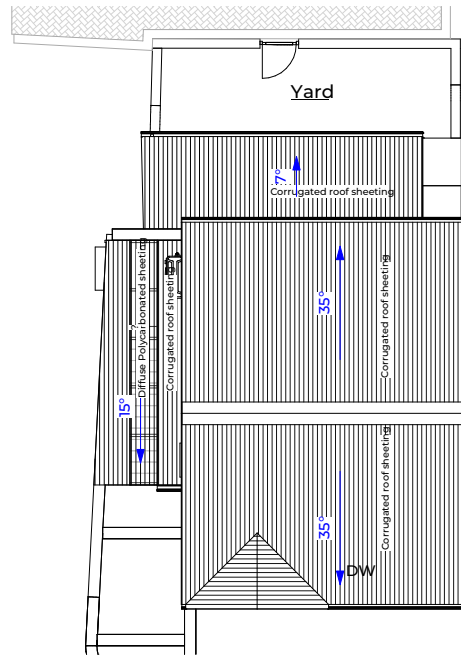 Yard
7°
Corrugated roof sheeting
35°
Corrugated roof sheeting
Diffuse Polycarbonated sheeting
?
Corrugated roof sheeting
15°
35°
Corrugated roof sheeting
DW